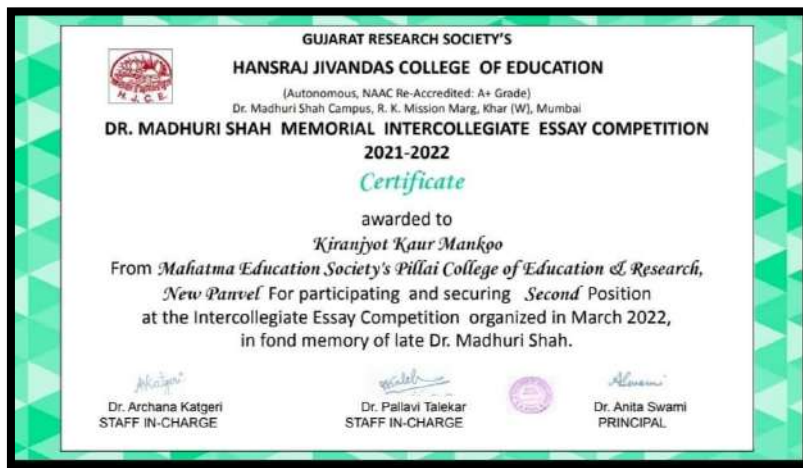 GUJARAT RESEARCH SOCIETY'S
HANSRAJ JIVANDAS COLLEGE OF EDUCATION
(Autonomous, NAAC Re-Accredited: A+ Grade)
Dr. Madhuri Shah Campus, R. K. Mission Marg, Khar (W), Mumbai
H. J. C. E.
DR. MADHURI SHAH MEMORIAL INTERCOLLEGIATE ESSAY COMPETITION
2021-2022
Certificate
awarded to
Kiranjyot Kaur Mankoo
From Mahatma Education Society's Pillai College of Education & Research,
New Panvel For participating and securing Second Position
at the Intercollegiate Essay Competition organized in March 2022,
in fond memory of late Dr. Madhuri Shah.
Dr. Archana Katgeri
STAFF IN-CHARGE
Dr. Pallavi Talekar
STAFF IN-CHARGE
Dr. Anita Swami
PRINCIPAL